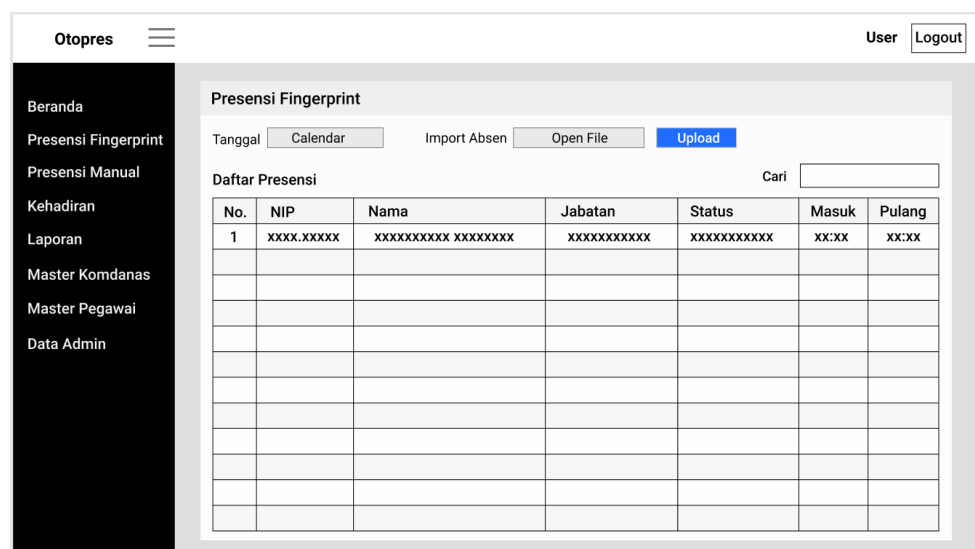 Otopres
User Logout
Beranda
Presensi Fingerprint
Presensi Manual
Kehadiran
Laporan
Master Komdanas
Master Pegawai
Data Admin
Presensi Fingerprint
Tanggal Calendar Import Absen Open File Upload
Daftar Presensi Cari
No. NIP Nama Jabatan Status Masuk Pulang
1 xxxx.xxxxx xxxxxxxxxx xxxxxxxx xxxxxxxxxxx xxxxxxxxxxx xx:xx xx:xx